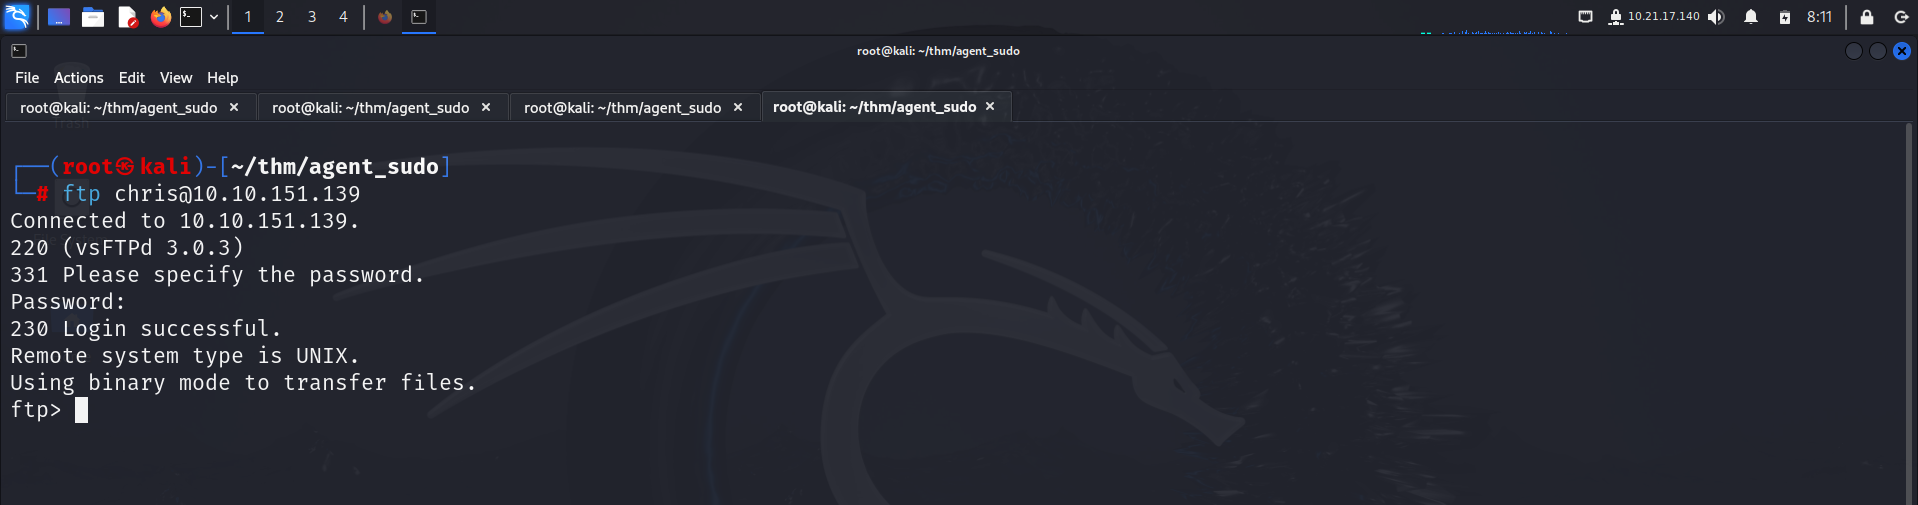 1 2 3 4 10.21.17.140 8:11
root@kali: ~/thm/agent_sudo
File Actions Edit View Help
root@kali: ~/thm/agent_sudo × root@kali: ~/thm/agent_sudo × root@kali: ~/thm/agent_sudo × root@kali: ~/thm/agent_sudo ×
Trash
┌──(root㉿kali)-[~/thm/agent_sudo]
└─# ftp chris@10.10.151.139
Connected to 10.10.151.139.
220 (vsFTPd 3.0.3)
331 Please specify the password.
Password:
230 Login successful.
Remote system type is UNIX.
Using binary mode to transfer files.
ftp>